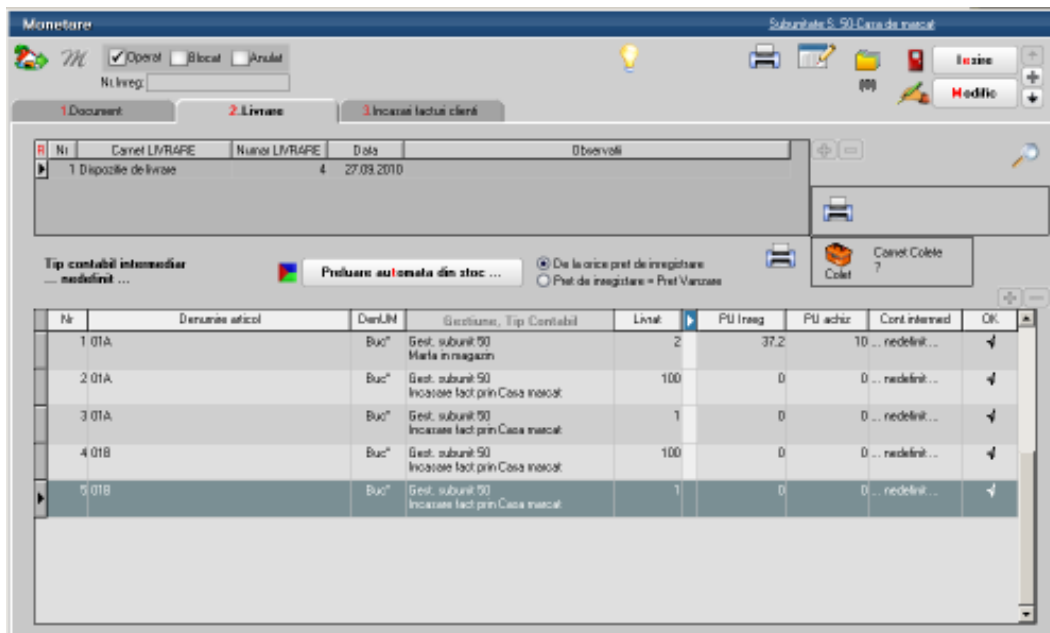 Monetare
Subunitate S. 50-Casa de marcat
Operat Blocat Anulat
Nr.Inreg:
(0)
Iesire
Modific
1.Document 2.Livrare 3.Incasari facturi clienti
R Nr Carnet LIVRARE Numar LIVRARE Data Observatii
1 Dispozitie de livrare 4 27.09.2010
Tip contabil intermediar
... nedefinit ...
Preluare automata din stoc ...
De la orice pret de inregistrare
Pret de inregistrare = Pret Vanzare
Colet
Carnet Colete
?
Nr Denumire articol DenUM Gestiune, Tip Contabil Livrat PU Inreg PU achiz Cont intermed OK
1 01A Buc* Gest. subunit 50 2 37.2 10 ... nedefinit ...
Marfa in magazin
2 01A Buc* Gest. subunit 50 100 0 0 ... nedefinit ...
Incasare fact prin Casa marcat
3 01A Buc* Gest. subunit 50 1 0 0 ... nedefinit ...
Incasare fact prin Casa marcat
4 01B Buc* Gest. subunit 50 100 0 0 ... nedefinit ...
Incasare fact prin Casa marcat
5 01B Buc* Gest. subunit 50 1 0 0 ... nedefinit ...
Incasare fact prin Casa marcat